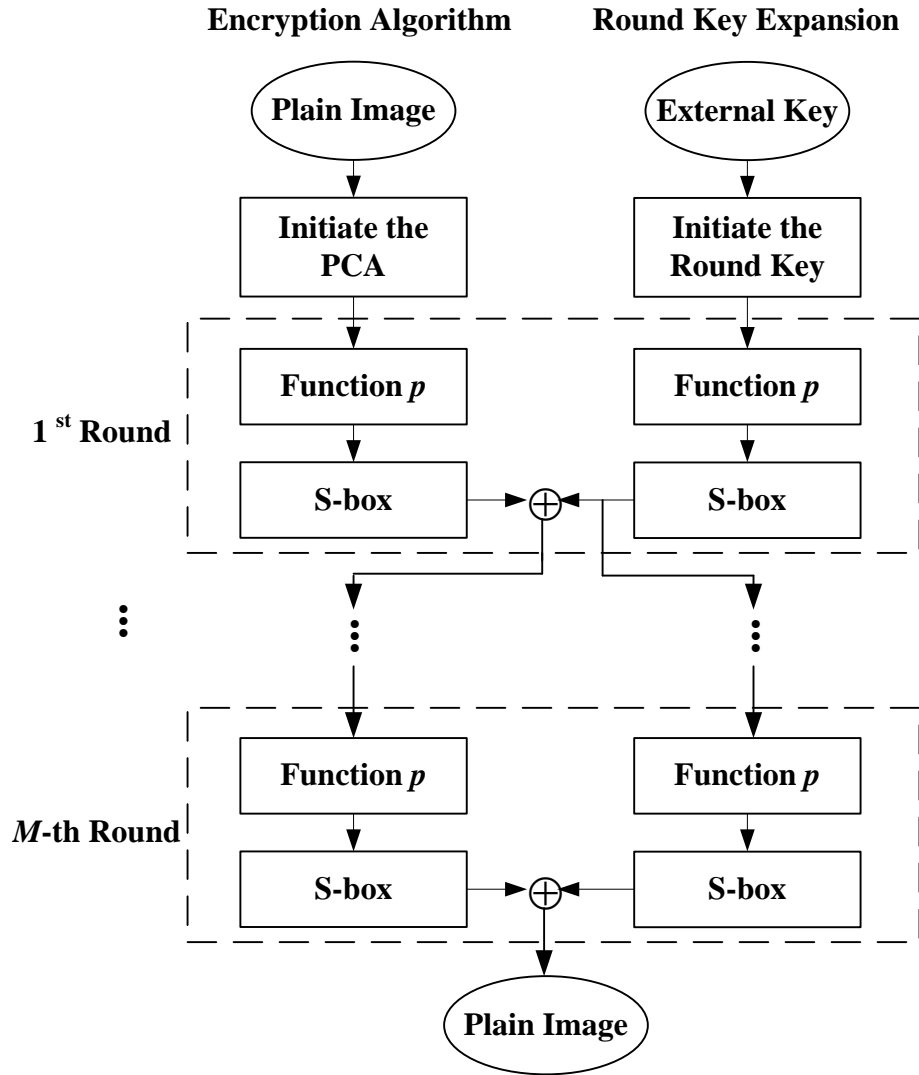 Encryption Algorithm
Round Key Expansion
Plain Image
External Key
Initiate the
PCA
Initiate the
Round Key
Function p
Function p
1 st Round
S-box
S-box
Function p
Function p
M-th Round
S-box
S-box
Plain Image